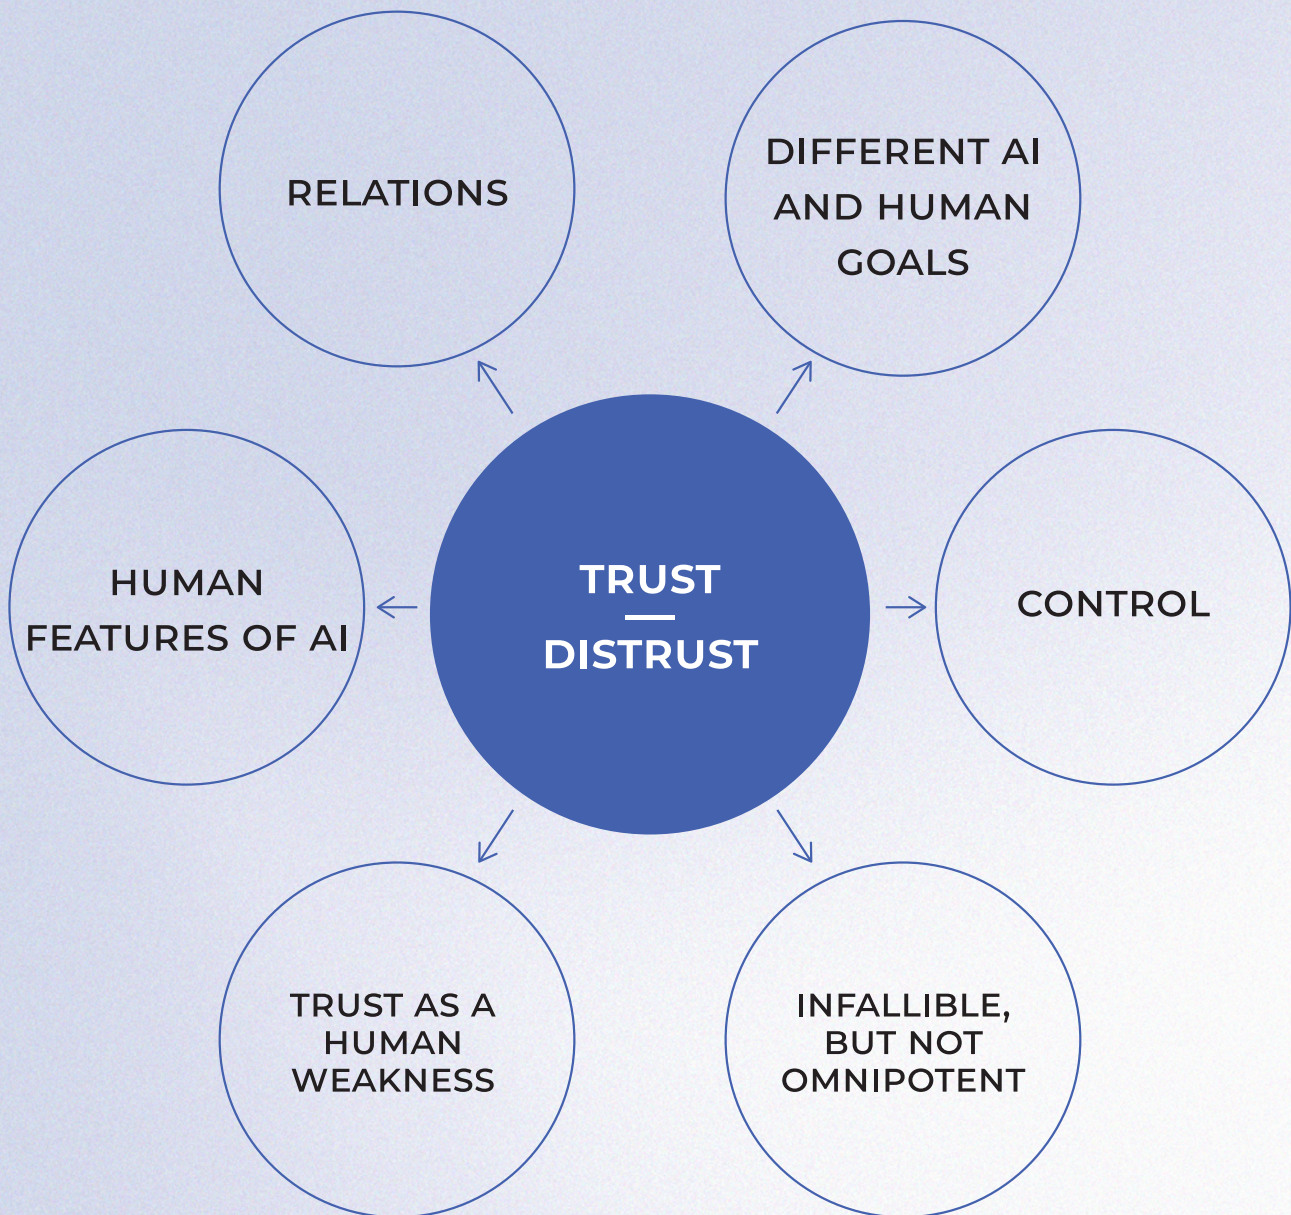 RELATIONS
DIFFERENT AI
AND HUMAN
GOALS
HUMAN
FEATURES OF AI
TRUST
DISTRUST
CONTROL
TRUST AS A
HUMAN
WEAKNESS
INFALLIBLE,
BUT NOT
OMNIPOTENT